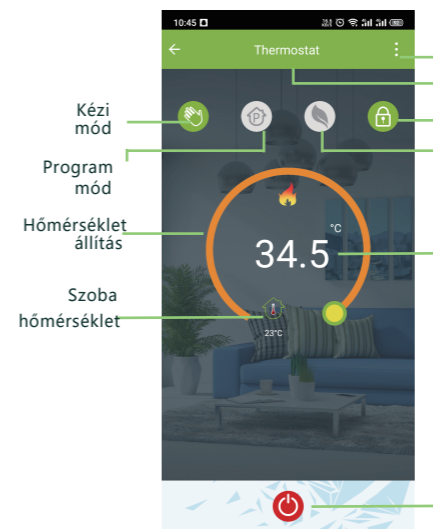 10:45
Thermostat
Kézi
mód
P
Program
mód
Hőmérséklet
állítás
°C
34.5
Szoba
hőmérséklet
23°C